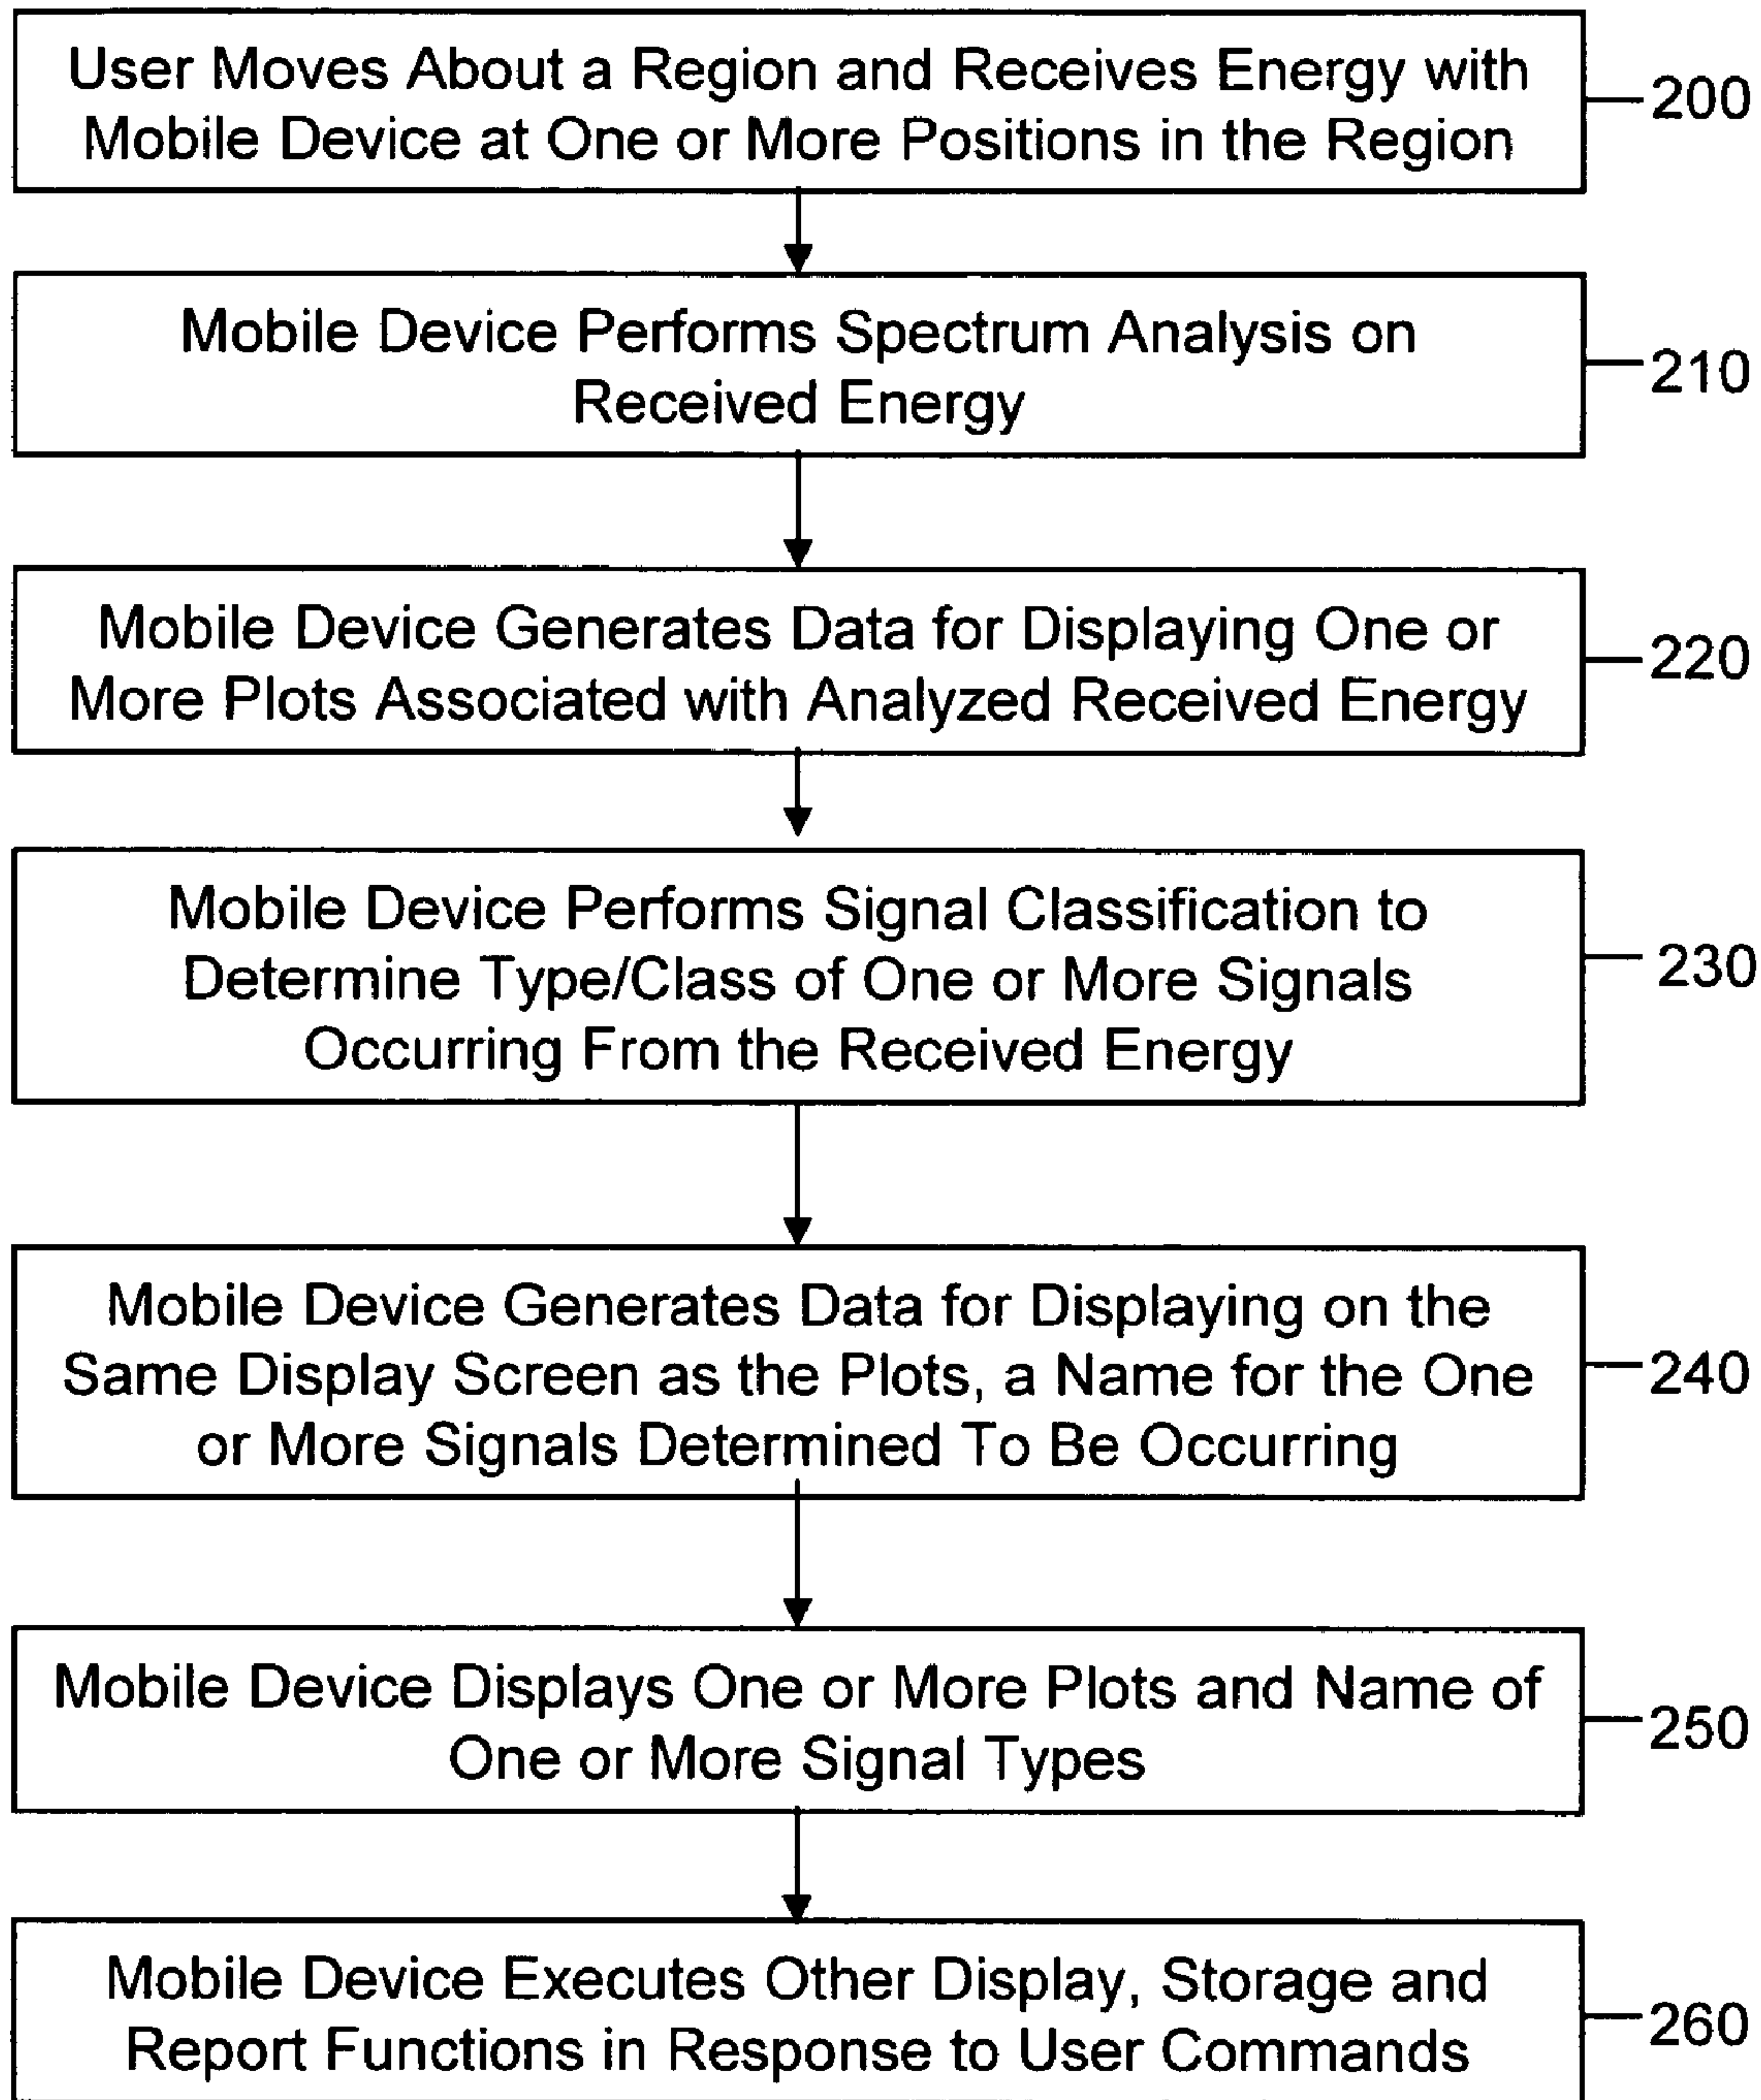 User Moves About a Region and Receives Energy with
Mobile Device at One or More Positions in the Region
200
Mobile Device Performs Spectrum Analysis on
Received Energy
210
Mobile Device Generates Data for Displaying One or
More Plots Associated with Analyzed Received Energy
220
Mobile Device Performs Signal Classification to
Determine Type/Class of One or More Signals
Occurring From the Received Energy
230
Mobile Device Generates Data for Displaying on the
Same Display Screen as the Plots, a Name for the One
or More Signals Determined To Be Occurring
240
Mobile Device Displays One or More Plots and Name of
One or More Signal Types
250
Mobile Device Executes Other Display, Storage and
Report Functions in Response to User Commands
260